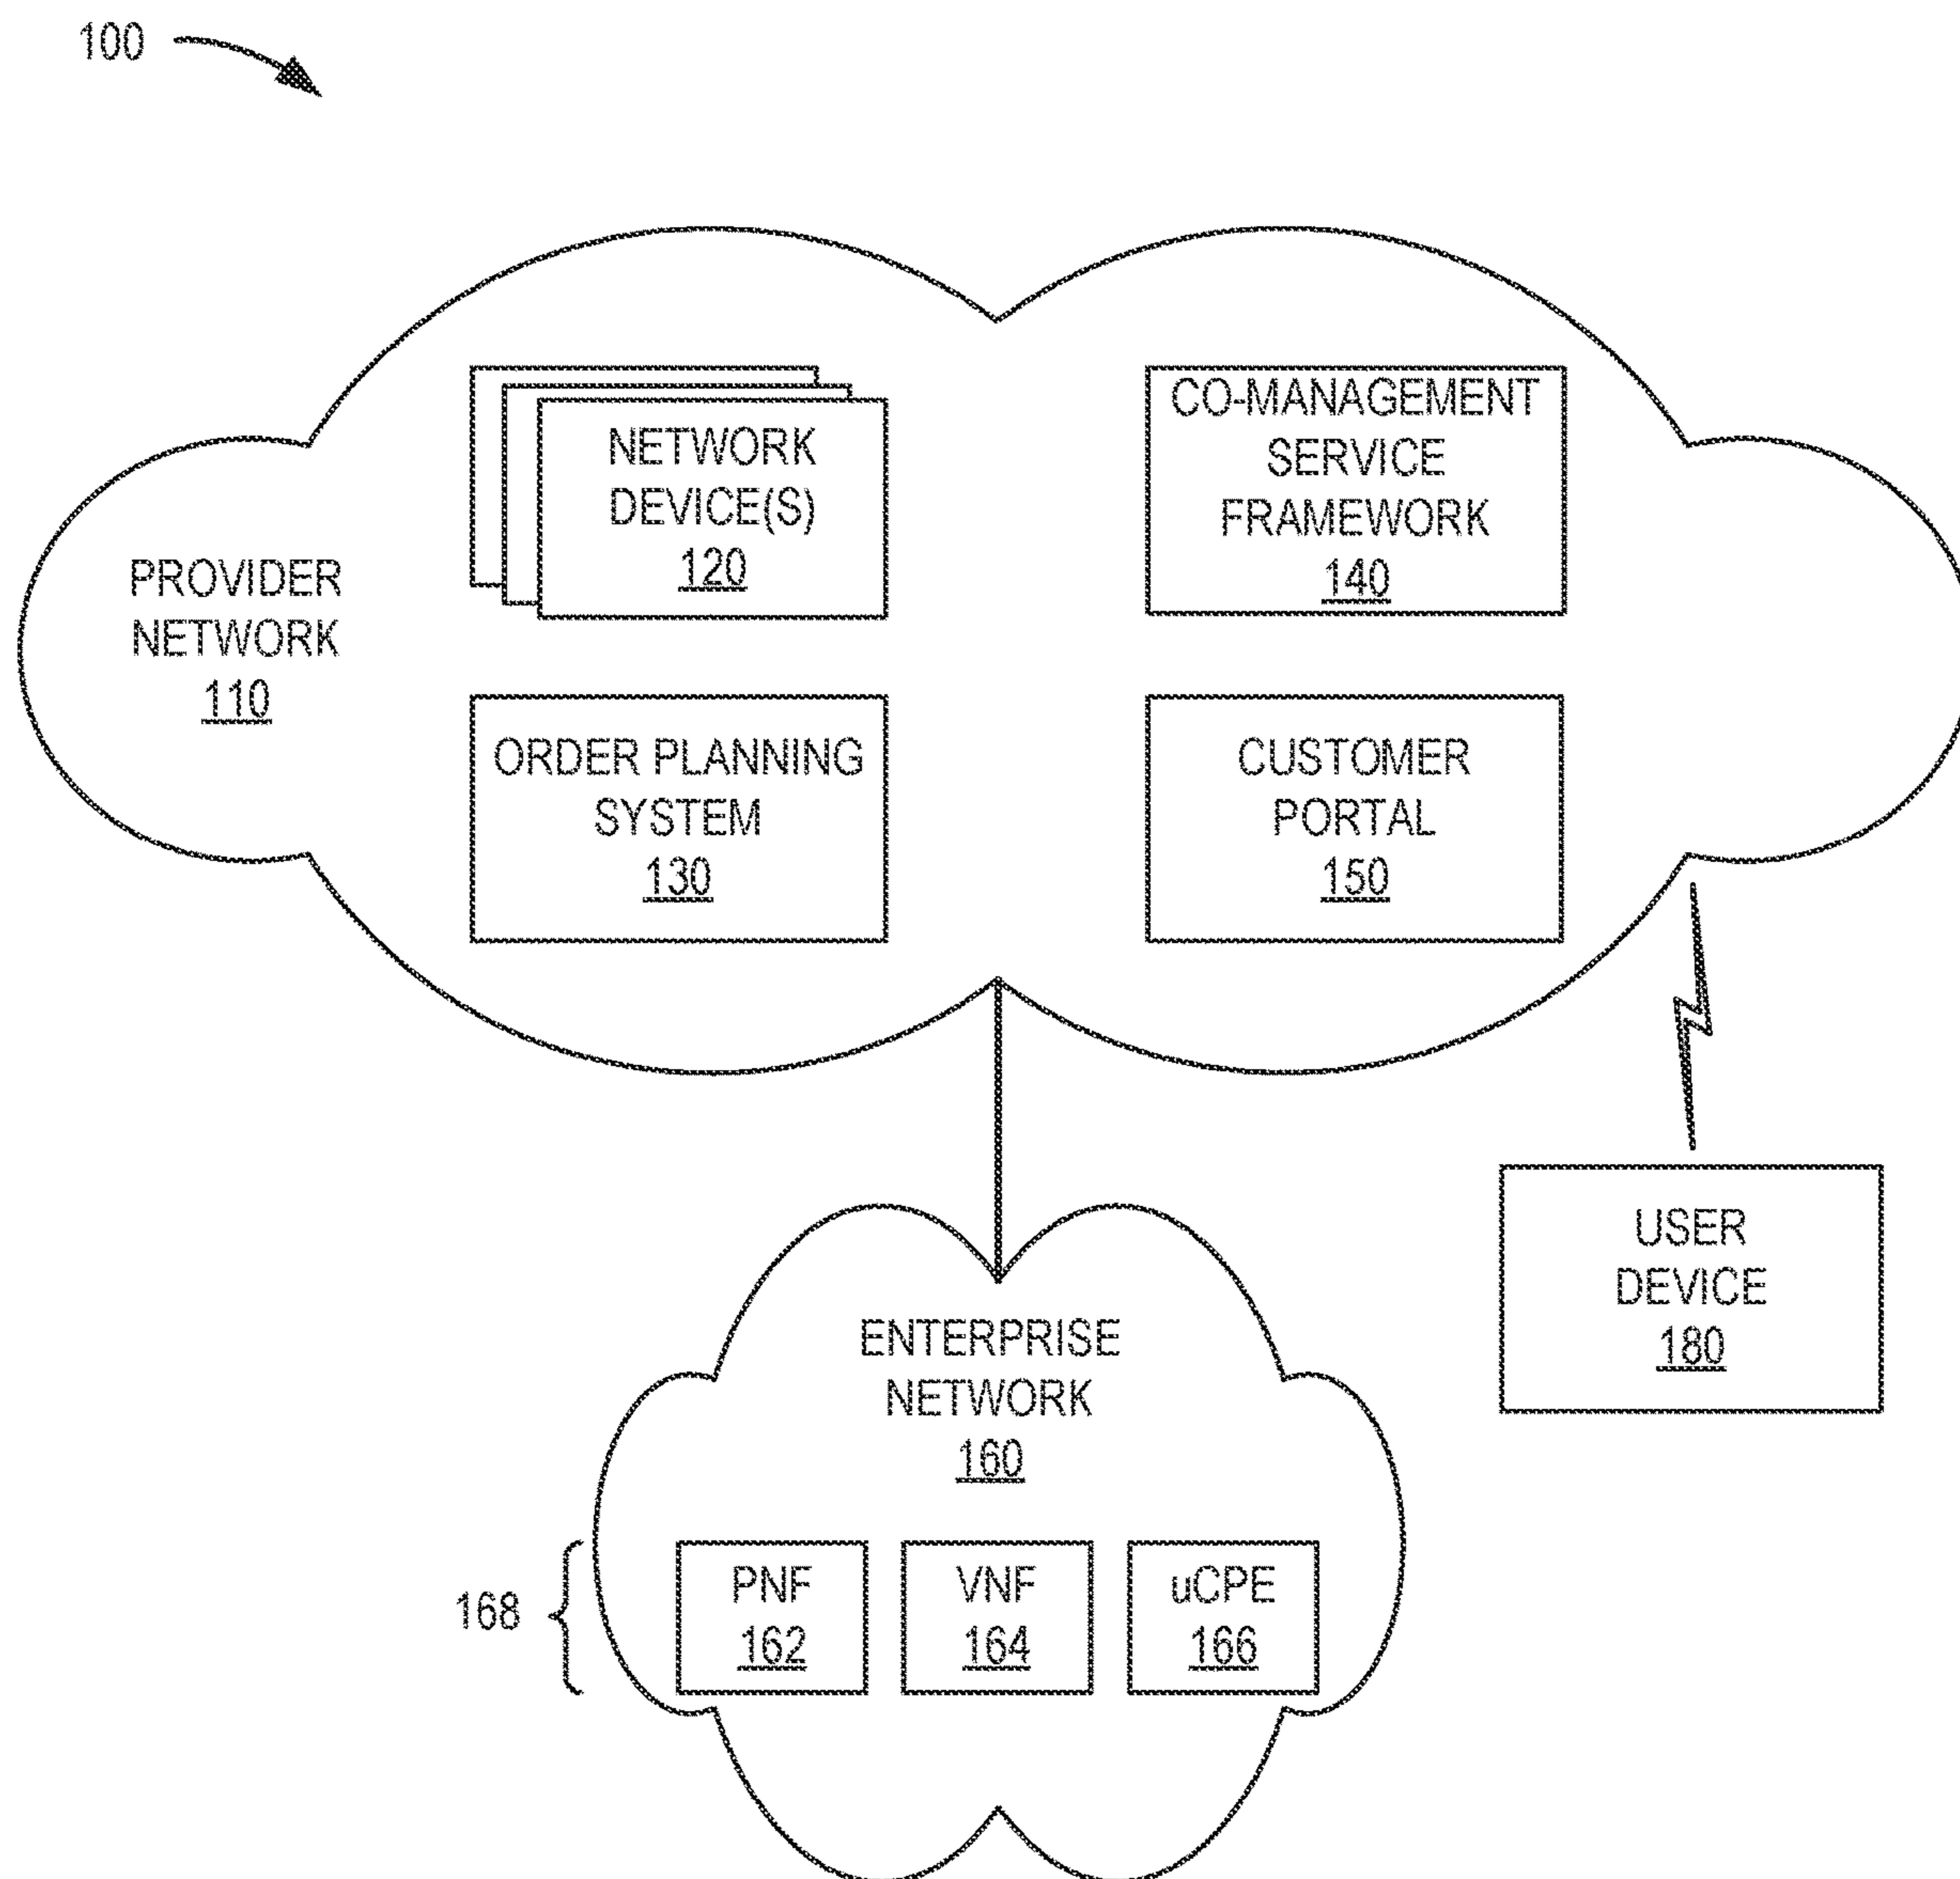 100
NETWORK
DEVICE(S)
120
CO-MANAGEMENT
SERVICE
FRAMEWORK
140
PROVIDER
NETWORK
110
ORDER PLANNING
SYSTEM
130
CUSTOMER
PORTAL
150
USER
DEVICE
180
ENTERPRISE
NETWORK
160
168
PNF
162
VNF
164
uCPE
166